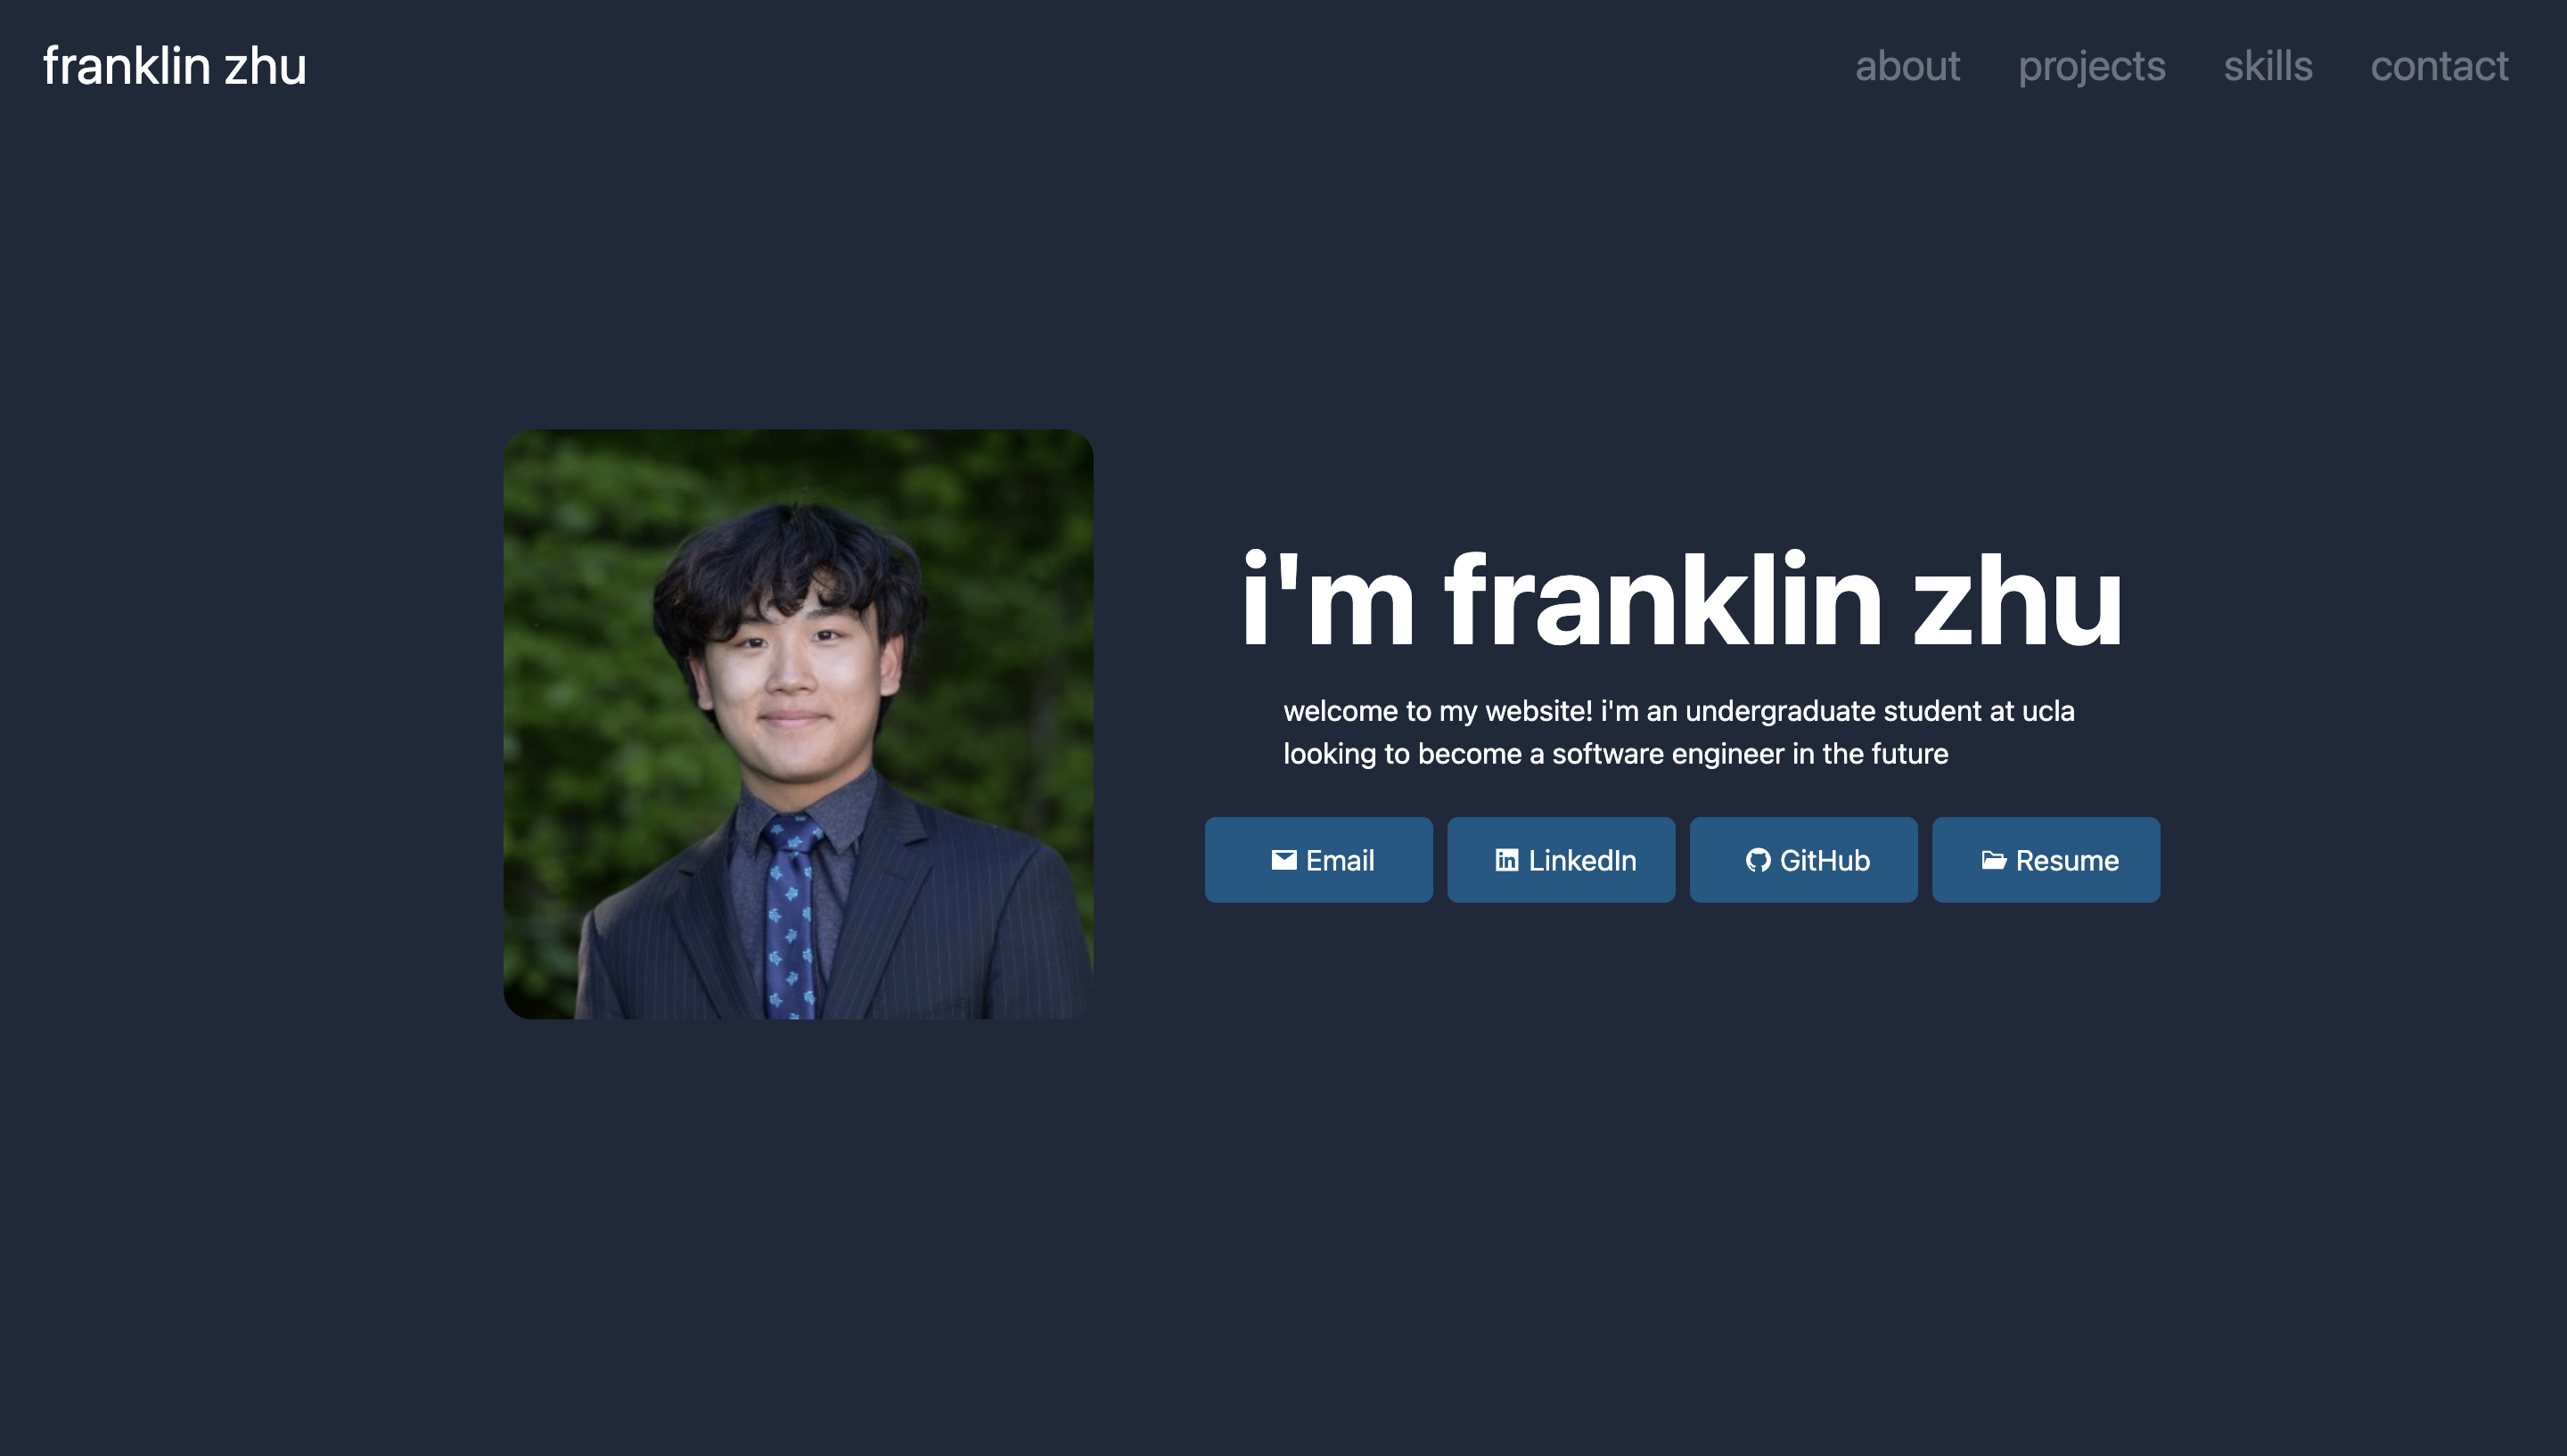 franklin zhu
about projects skills contact
i'm franklin zhu
welcome to my website! i'm an undergraduate student at ucla
looking to become a software engineer in the future
Email LinkedIn GitHub Resume